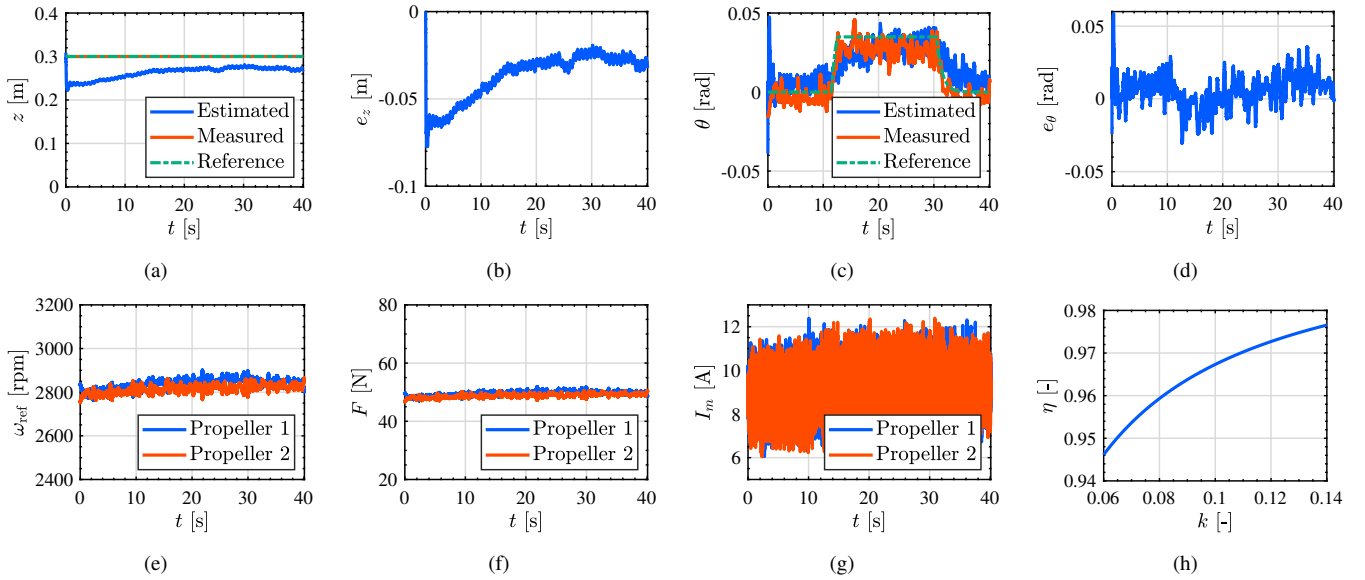 0.4
0.3
0.2
0.1
0
z [m]
Estimated
Measured
Reference
0 10 20 30 40
t [s]
(a)
0
-0.05
-0.1
e_z [m]
0 10 20 30 40
t [s]
(b)
0.05
0
-0.05
θ [rad]
Estimated
Measured
Reference
0 10 20 30 40
t [s]
(c)
0.05
0
-0.05
e_θ [rad]
0 10 20 30 40
t [s]
(d)
3200
3000
2800
2600
2400
ω_ref [rpm]
Propeller 1
Propeller 2
0 10 20 30 40
t [s]
(e)
80
60
40
20
F [N]
Propeller 1
Propeller 2
0 10 20 30 40
t [s]
(f)
12
10
8
6
I_m [A]
Propeller 1
Propeller 2
0 10 20 30 40
t [s]
(g)
0.98
0.97
0.96
0.95
0.94
η [-]
0.06 0.08 0.1 0.12 0.14
k [-]
(h)